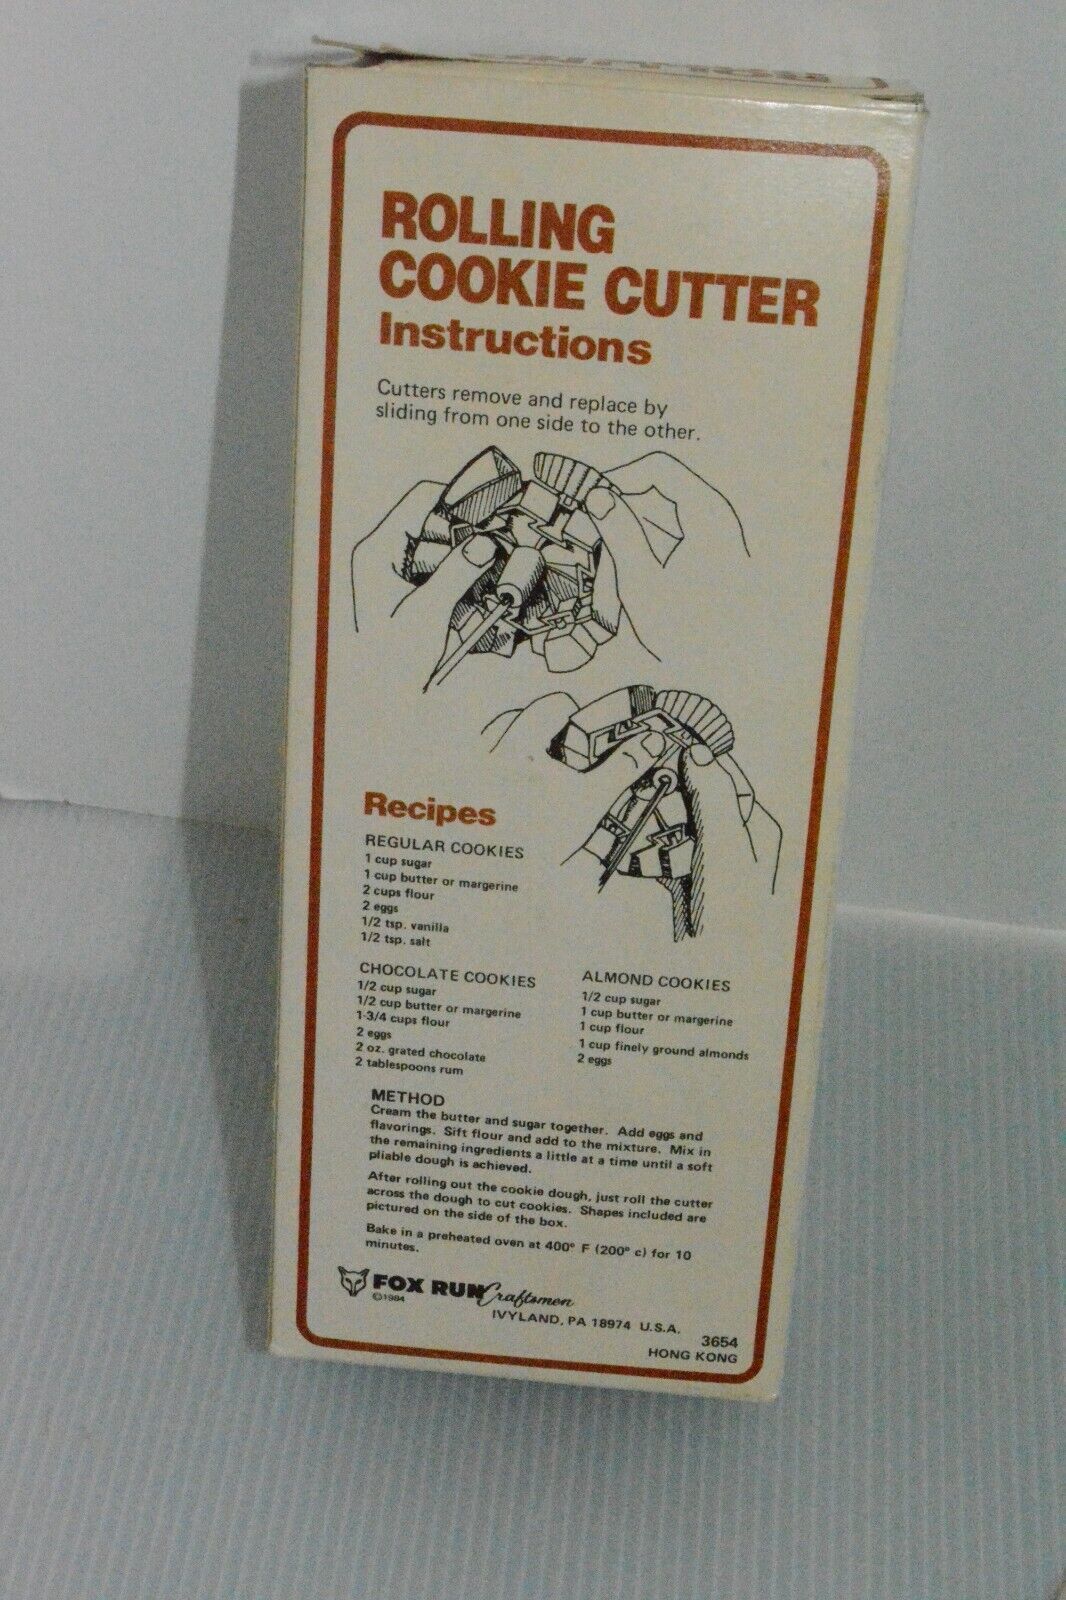 ROLLING
COOKIE CUTTER
Instructions
Cutters remove and replace by
sliding from one side to the other.
Recipes
REGULAR COOKIES
1 cup sugar
1 cup butter or margerine
2 cups flour
2 eggs
1/2 tsp. vanilla
1/2 tsp. salt
CHOCOLATE COOKIES
1/2 cup sugar
1/2 cup butter or margerine
1-3/4 cups flour
2 eggs
2 oz. grated chocolate
2 tablespoons rum
ALMOND COOKIES
1/2 cup sugar
1 cup butter or margerine
1 cup flour
1 cup finely ground almonds
2 eggs
METHOD
Cream the butter and sugar together. Add eggs and
flavorings. Sift flour and add to the mixture. Mix in
the remaining ingredients a little at a time until a soft
pliable dough is achieved.
After rolling out the cookie dough, just roll the cutter
across the dough to cut cookies. Shapes included are
pictured on the side of the box.
Bake in a preheated oven at 400° F (200° c) for 10
minutes.
FOX RUN Craftsmen
©1984
IVYLAND, PA 18974 U.S.A.
3654
HONG KONG